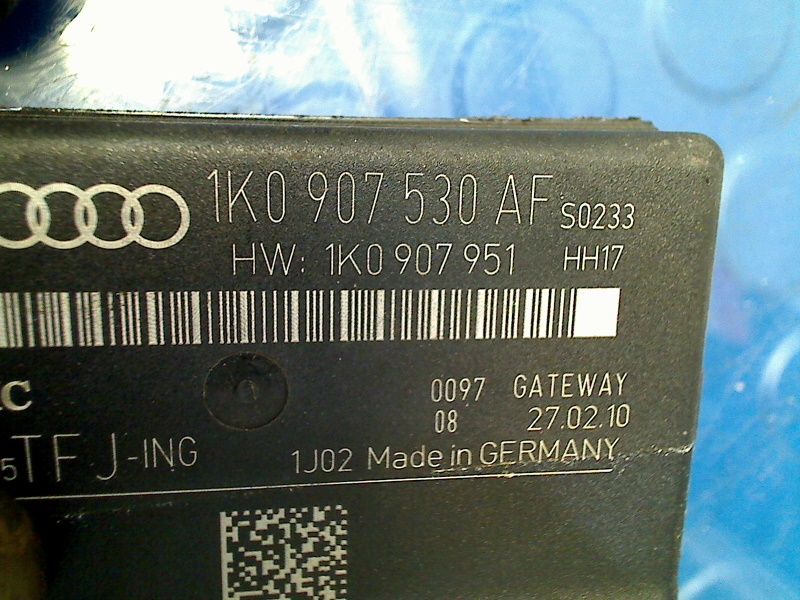 1K0 907 530 AF S0233
HW: 1K0 907 951 HH17
0097 GATEWAY
08 27.02.10
5TF J-ING 1J02 Made in GERMANY